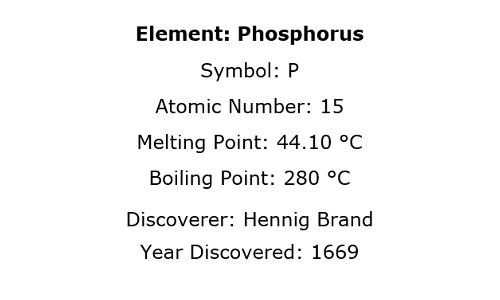 Element: Phosphorus
Symbol: P
Atomic Number: 15
Melting Point: 44.10 °C
Boiling Point: 280 °C
Discoverer: Hennig Brand
Year Discovered: 1669